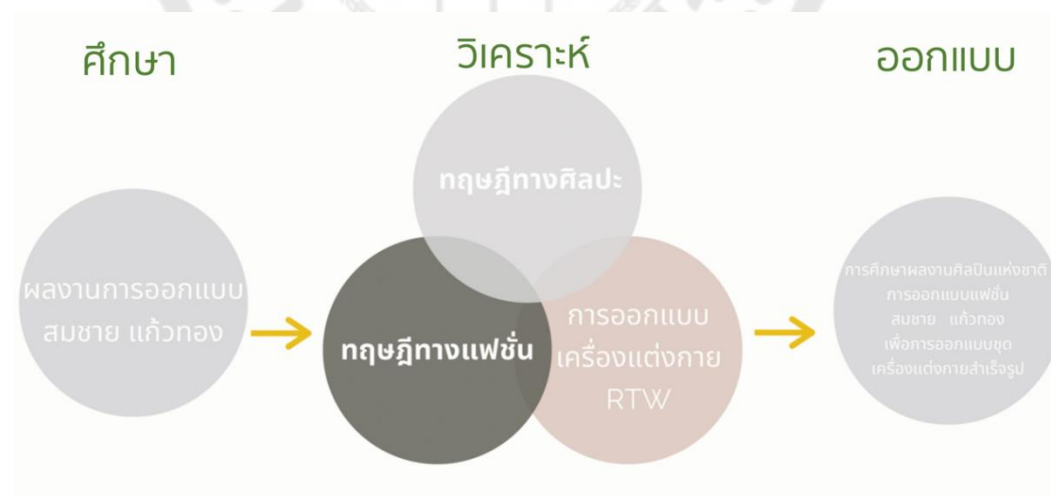 ศึกษา
วิเคราะห์
ออกแบบ
ผลงานการออกแบบ
สมชาย แก้วทอง
ทฤษฎีทางศิลปะ
ทฤษฎีทางแฟชั่น
การออกแบบ
เครื่องแต่งกาย
RTW
การศึกษาผลงานศิลปินแห่งชาติ
การออกแบบแฟชั่น
สมชาย แก้วทอง
เพื่อการออกแบบชุด
เครื่องแต่งกายสำเร็จรูป